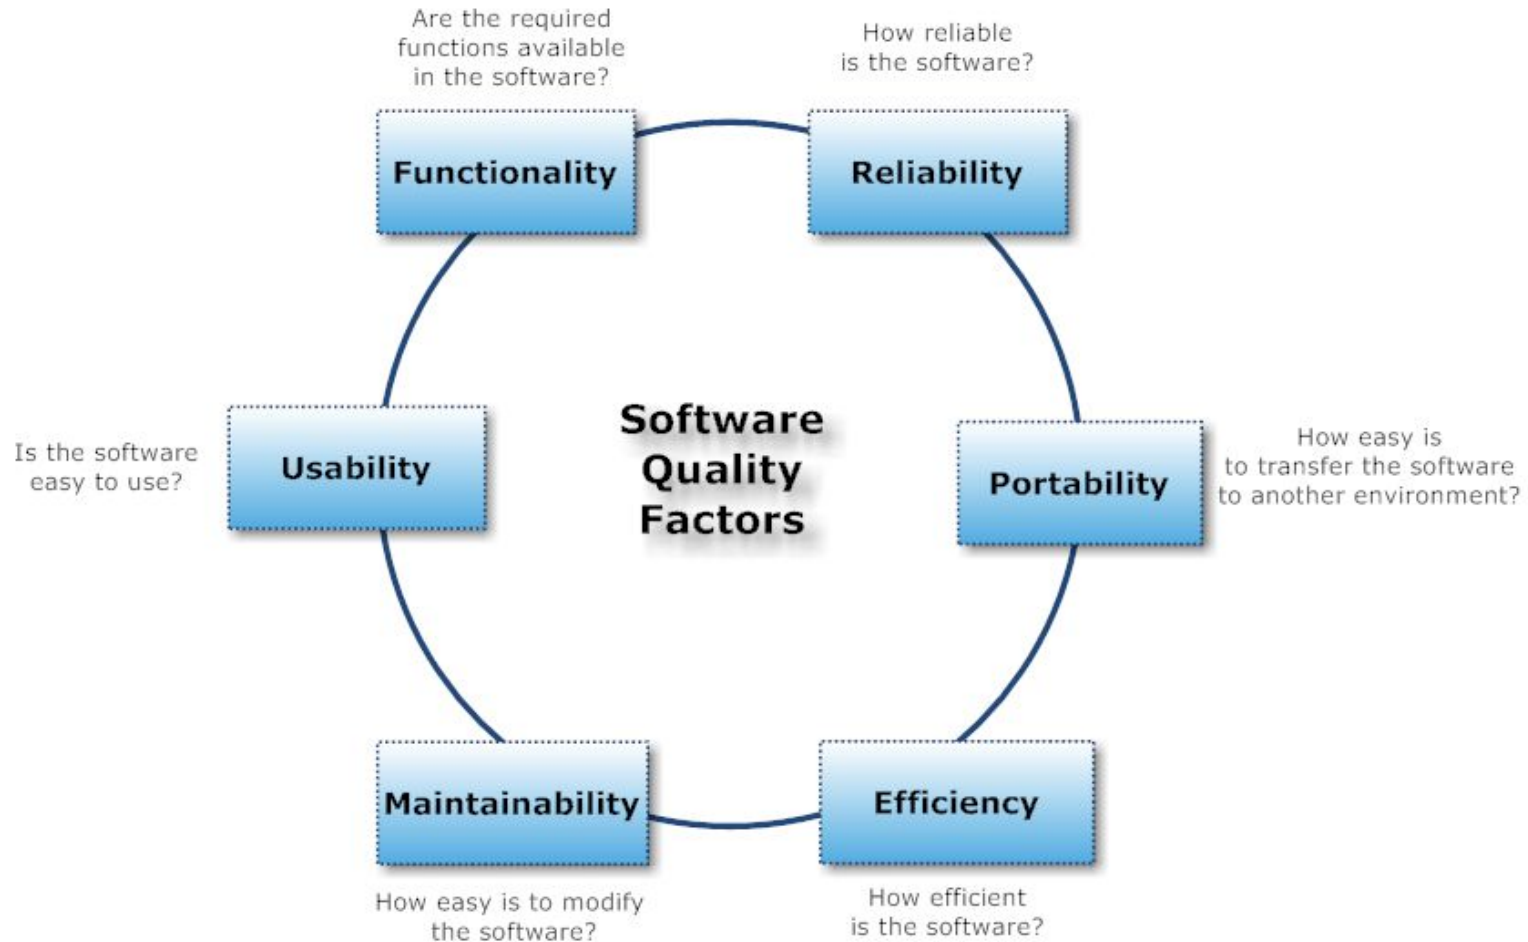 Are the required
functions available
in the software?
How reliable
is the software?
Functionality
Reliability
Software
Quality
Factors
Is the software
easy to use?
Usability
Portability
How easy is
to transfer the software
to another environment?
Maintainability
Efficiency
How easy is to modify
the software?
How efficient
is the software?